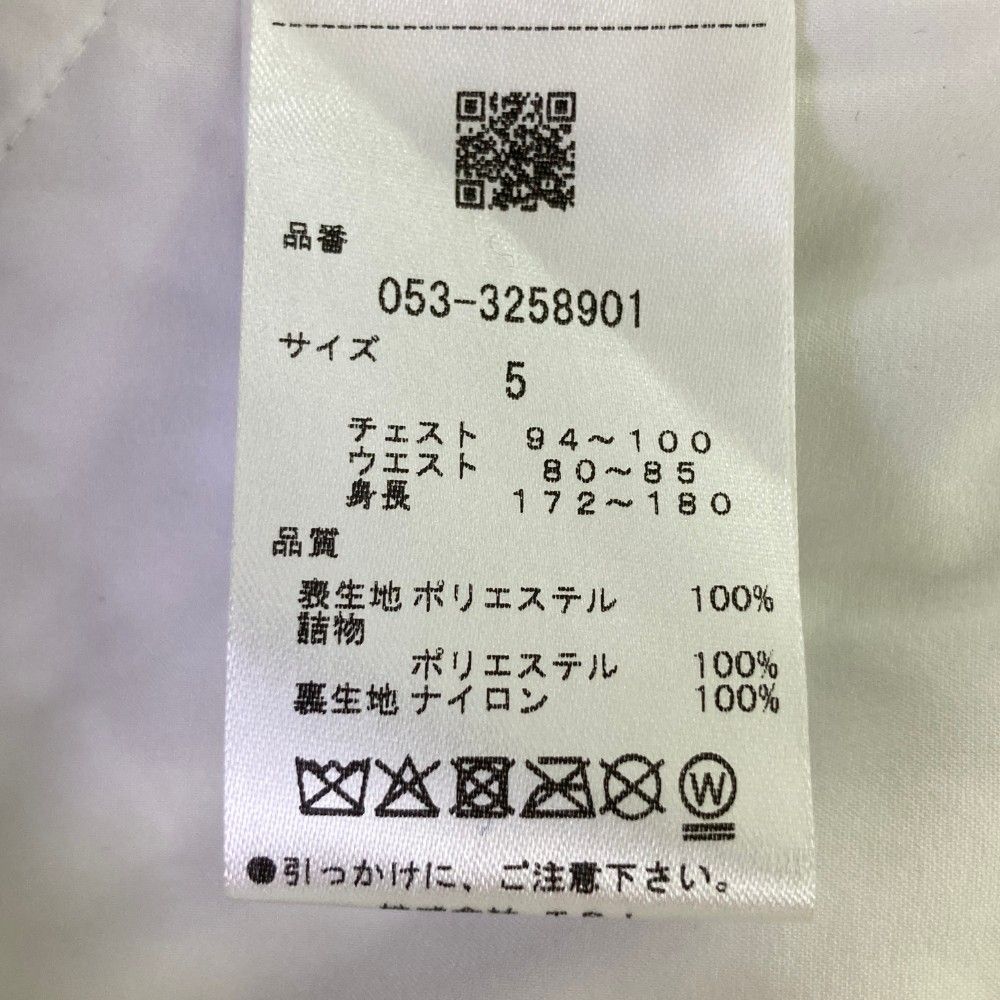 品番
053-3258901
サイズ
5
チェスト 94～100
ウエスト 80～85
身長 172～180
品質
表生地 ポリエステル 100%
詰物
ポリエステル 100%
裏生地 ナイロン 100%
W
●引っかけに、ご注意下さい。